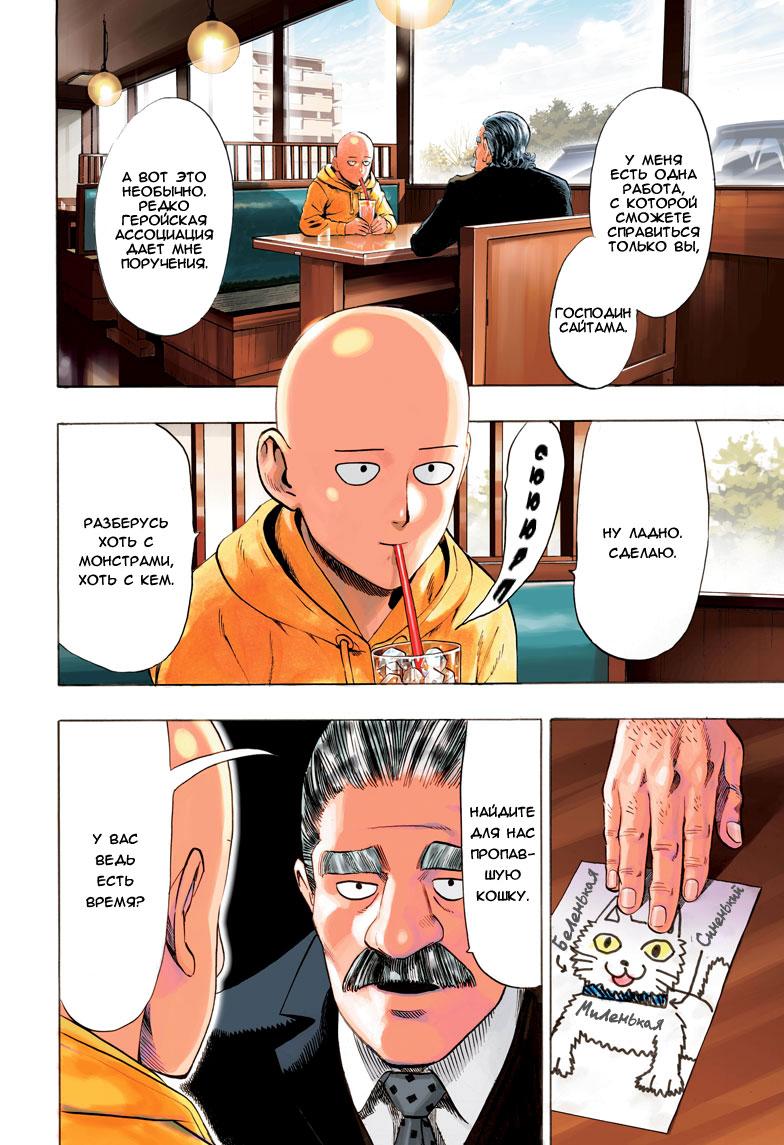 У МЕНЯ
ЕСТЬ ОДНА
РАБОТА,
С КОТОРОЙ
СМОЖЕТЕ
СПРАВИТЬСЯ
ТОЛЬКО ВЫ,
ГОСПОДИН
САЙТАМА.
А ВОТ ЭТО
НЕОБЫЧНО.
РЕДКО
ГЕРОЙСКАЯ
АССОЦИАЦИЯ
ДАЕТ МНЕ
ПОРУЧЕНИЯ.
НУ ЛАДНО.
СДЕЛАЮ.
СЮЮЮРП
РАЗБЕРУСЬ
ХОТЬ С
МОНСТРАМИ,
ХОТЬ С КЕМ.
Беленькая
Синенький
Миленькая
НАЙДИТЕ
ДЛЯ НАС
ПРОПАВ-
ШУЮ
КОШКУ.
У ВАС
ВЕДЬ
ЕСТЬ
ВРЕМЯ?